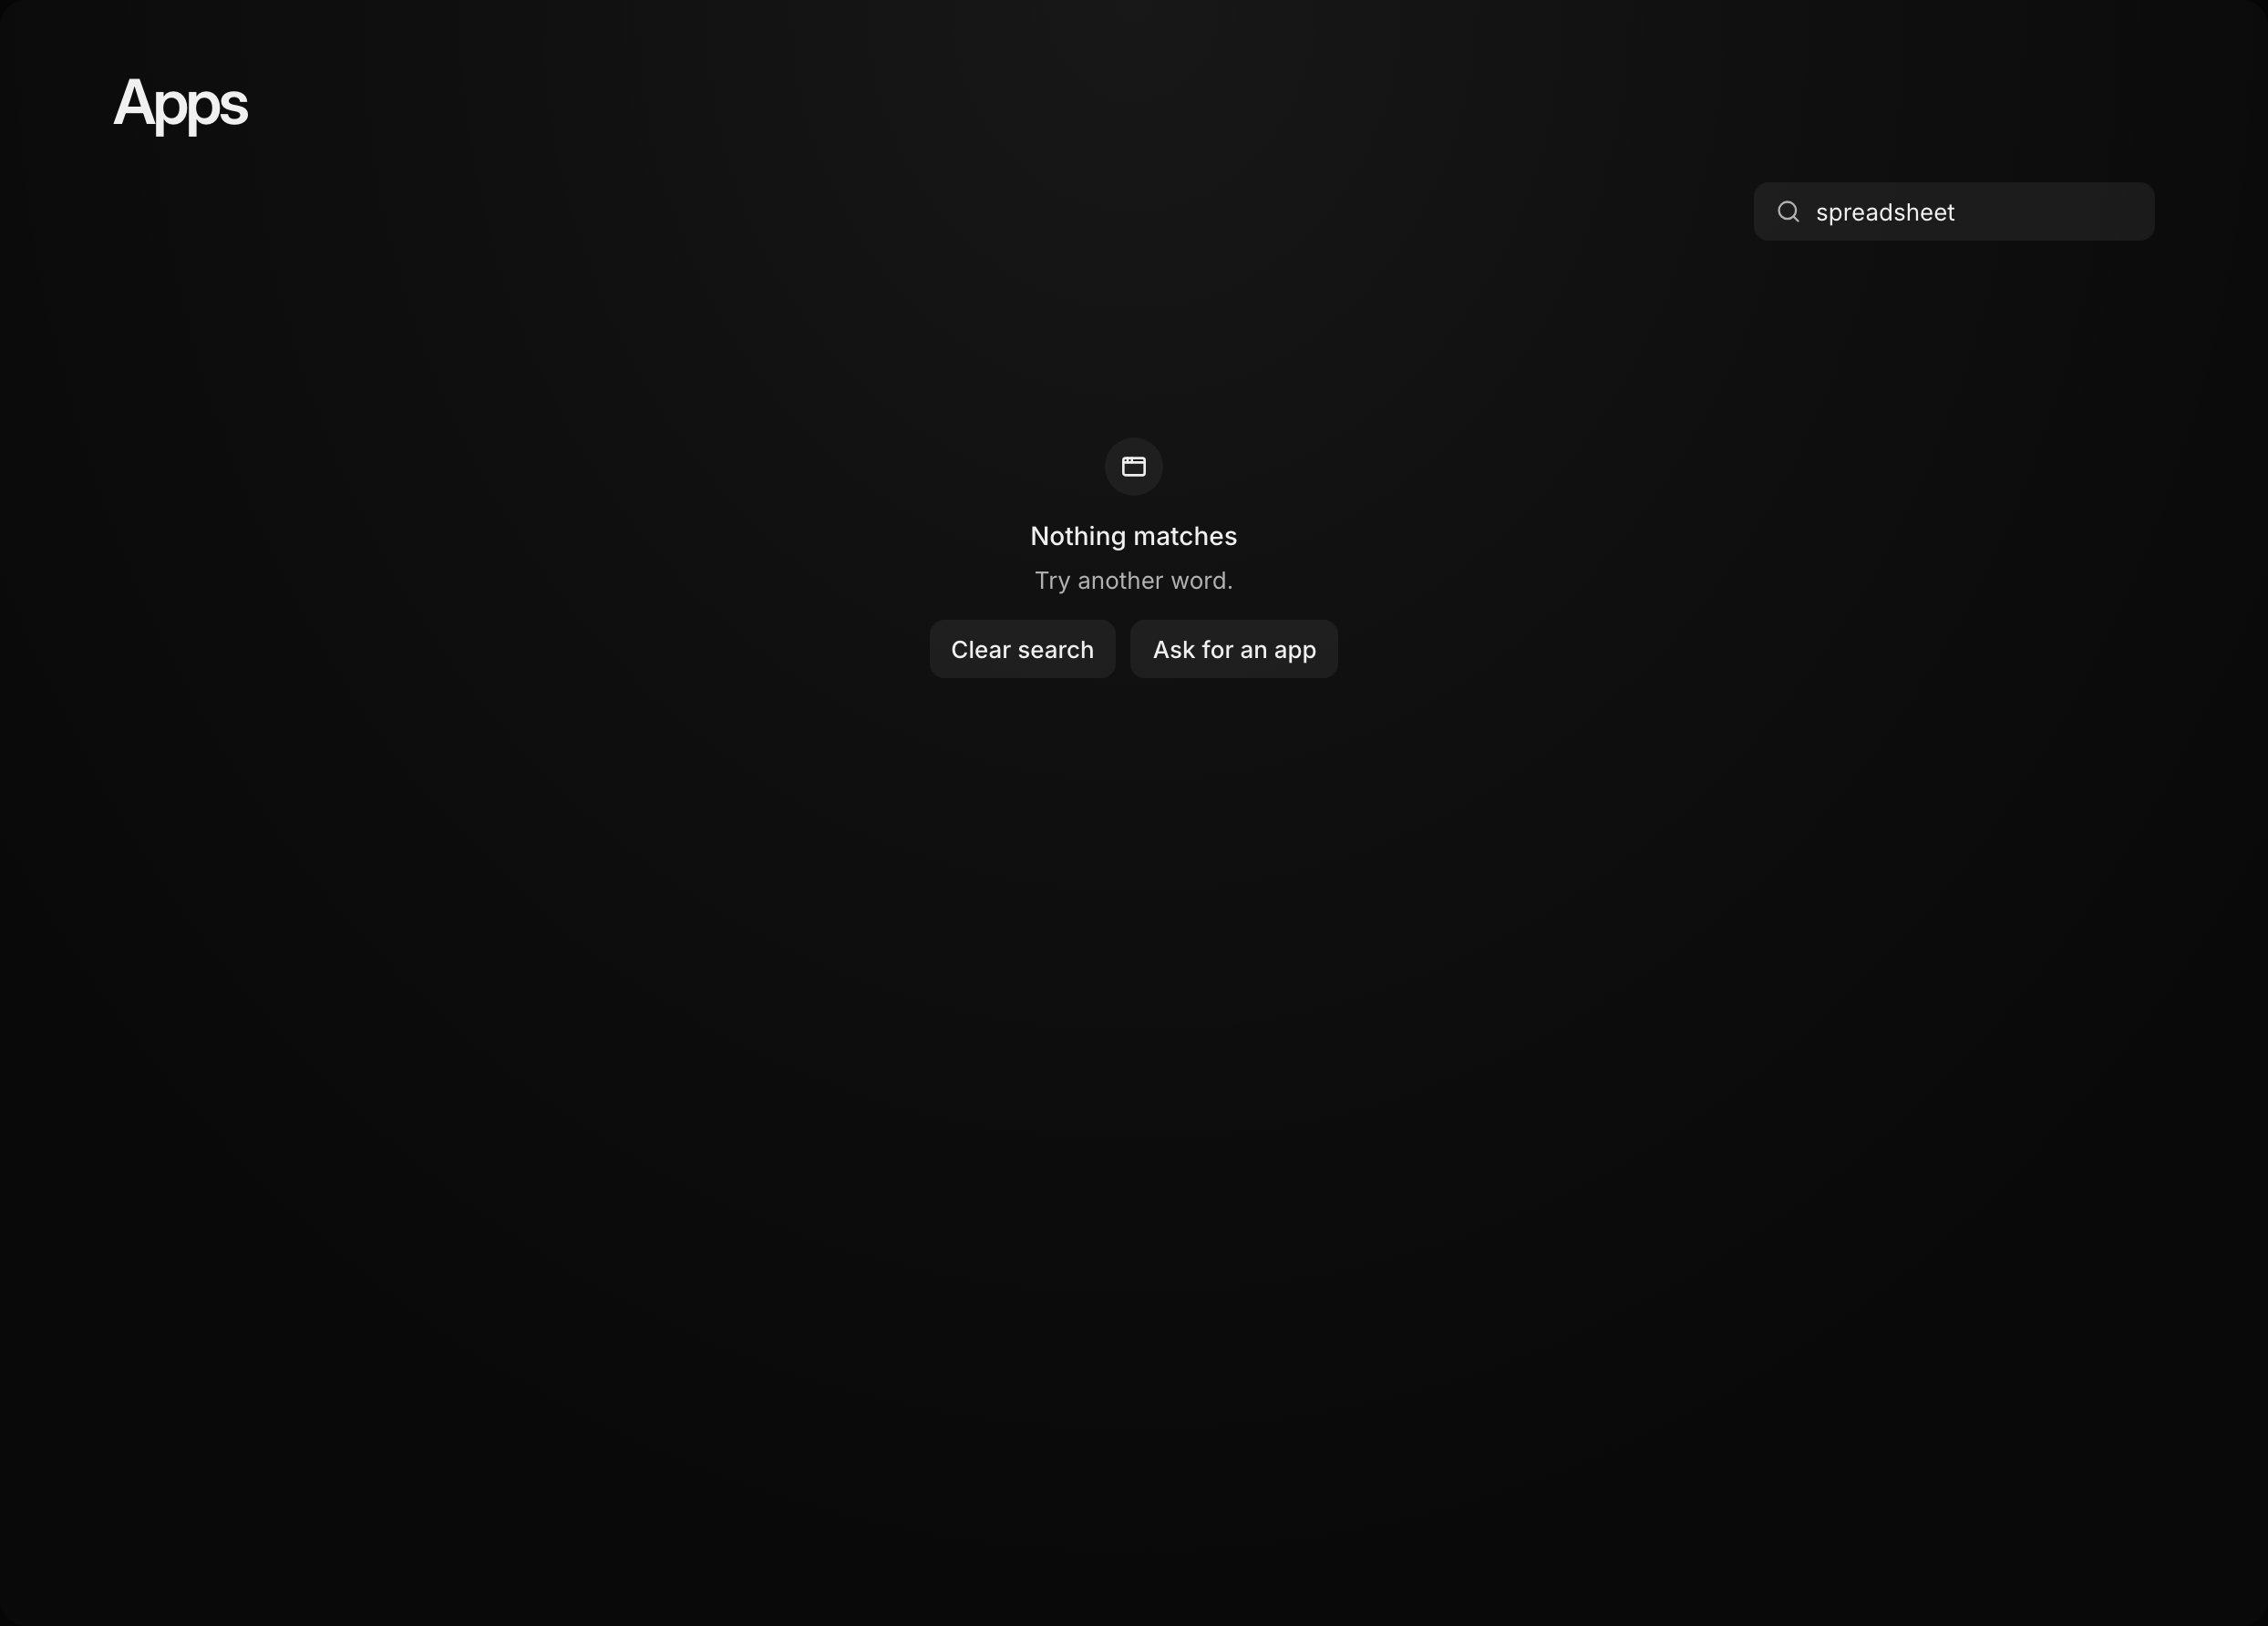 Apps
spreadsheet
Nothing matches
Try another word.
Clear search
Ask for an app